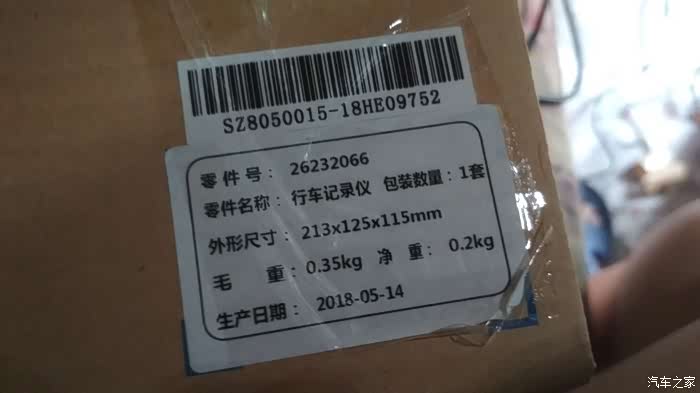 SZ8050015-18HE09752
零件号：26232066
零件名称：行车记录仪 包装数量：1套
外形尺寸：213x125x115mm
毛 重：0.35kg 净 重：0.2kg
生产日期：2018-05-14
汽车之家